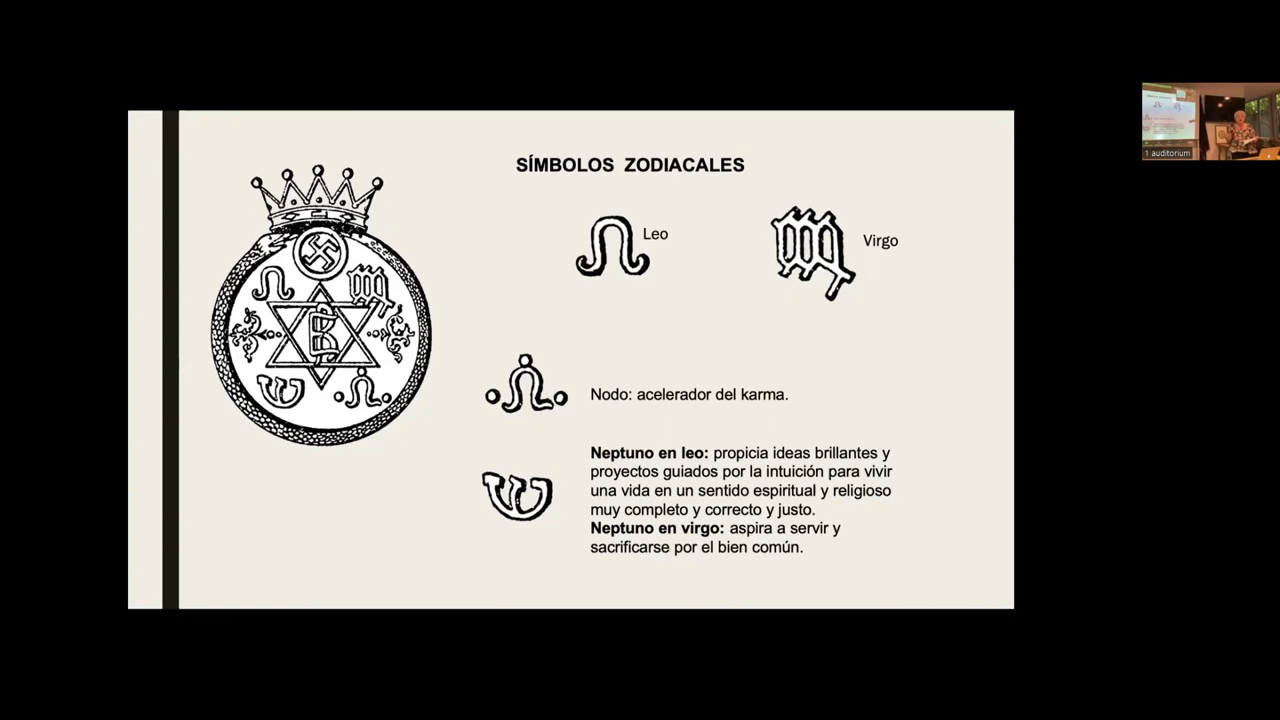 SÍMBOLOS ZODIACALES
Leo
Virgo
Nodo: acelerador del karma.
Neptuno en leo: propicia ideas brillantes y
proyectos guiados por la intuición para vivir
una vida en un sentido espiritual y religioso
muy completo y correcto y justo.
Neptuno en virgo: aspira a servir y
sacrificarse por el bien común.
1 auditorium